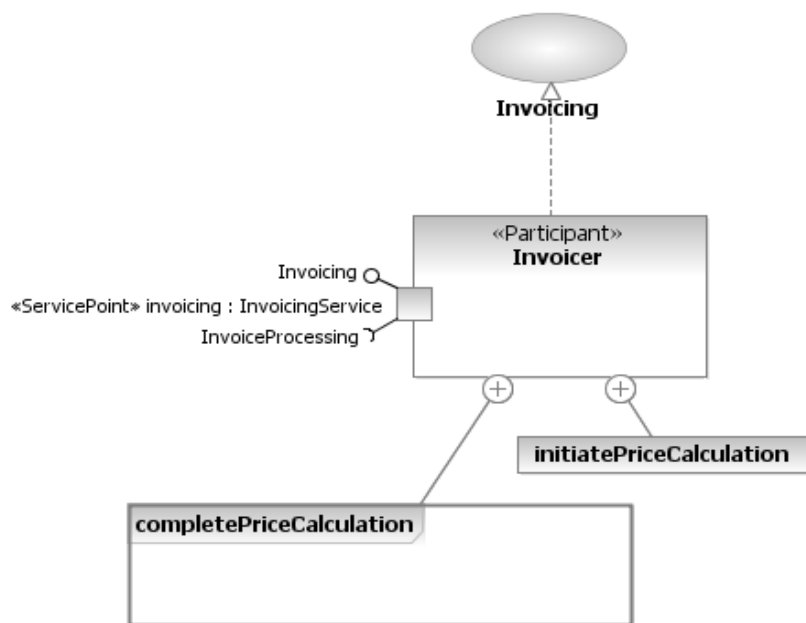 Invoicing
«Participant»
Invoicer
Invoicing
«ServicePoint» invoicing : InvoicingService
InvoiceProcessing
initiatePriceCalculation
completePriceCalculation